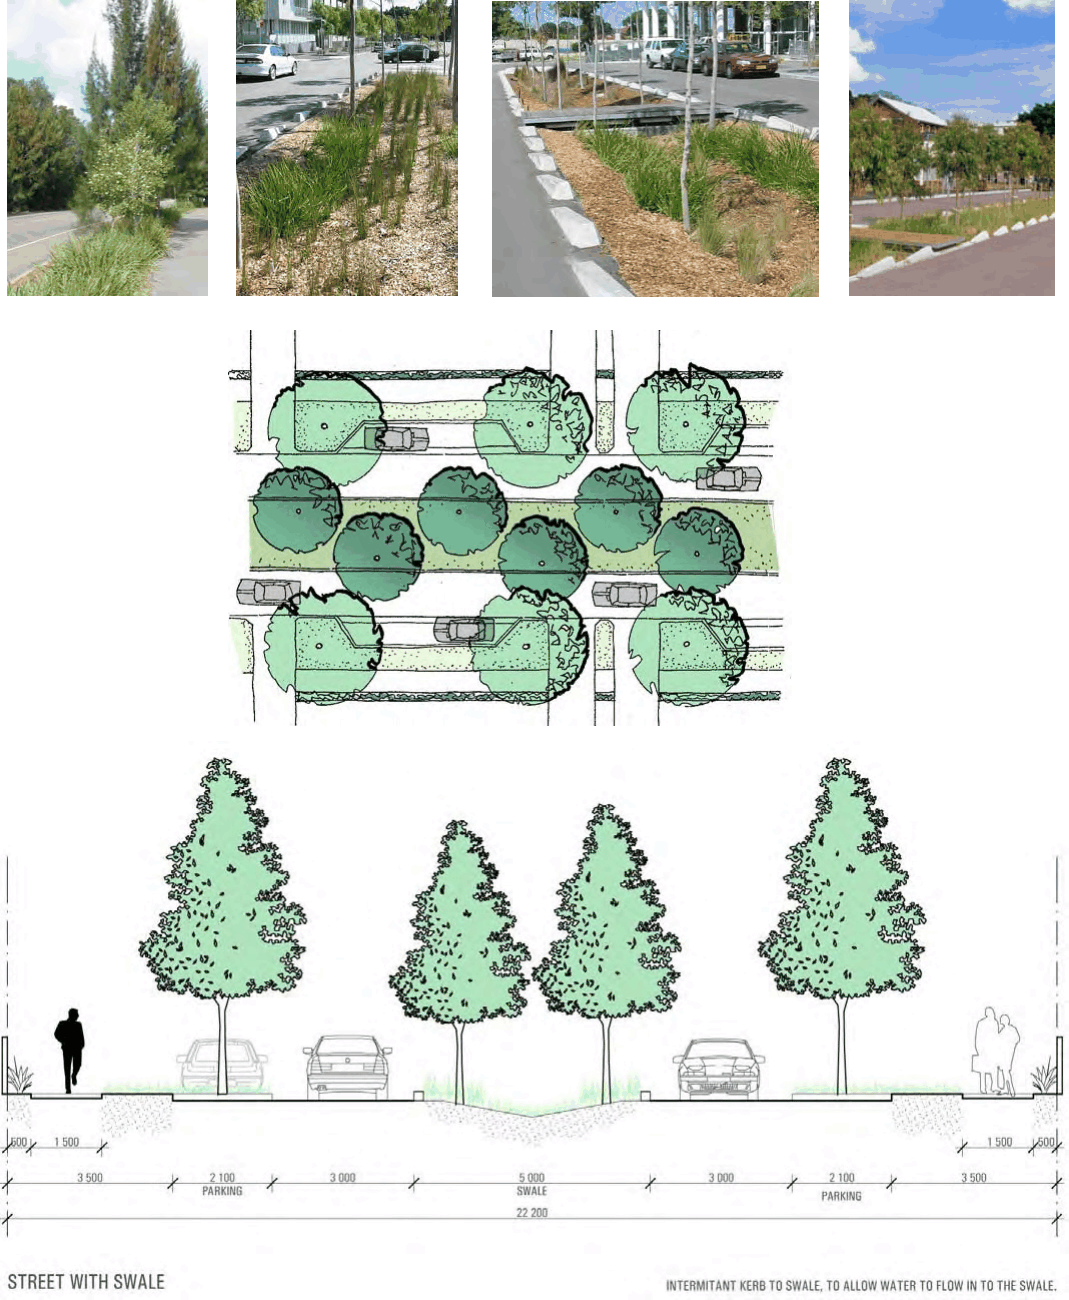 600 1 500 1 500 500
3 500 2 100 3 000 5 000 3 000 2 100 3 500
PARKING SWALE PARKING
22 200
STREET WITH SWALE
INTERMITANT KERB TO SWALE, TO ALLOW WATER TO FLOW IN TO THE SWALE.